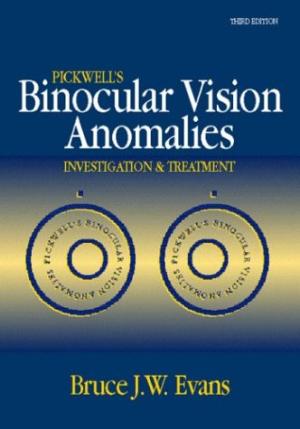 THIRD EDITION
PICKWELL'S
Binocular Vision
Anomalies
INVESTIGATION & TREATMENT
PICKWELL'S BINOCULAR VISION ANOMALIES
PICKWELL'S BINOCULAR VISION ANOMALIES
Bruce J.W. Evans